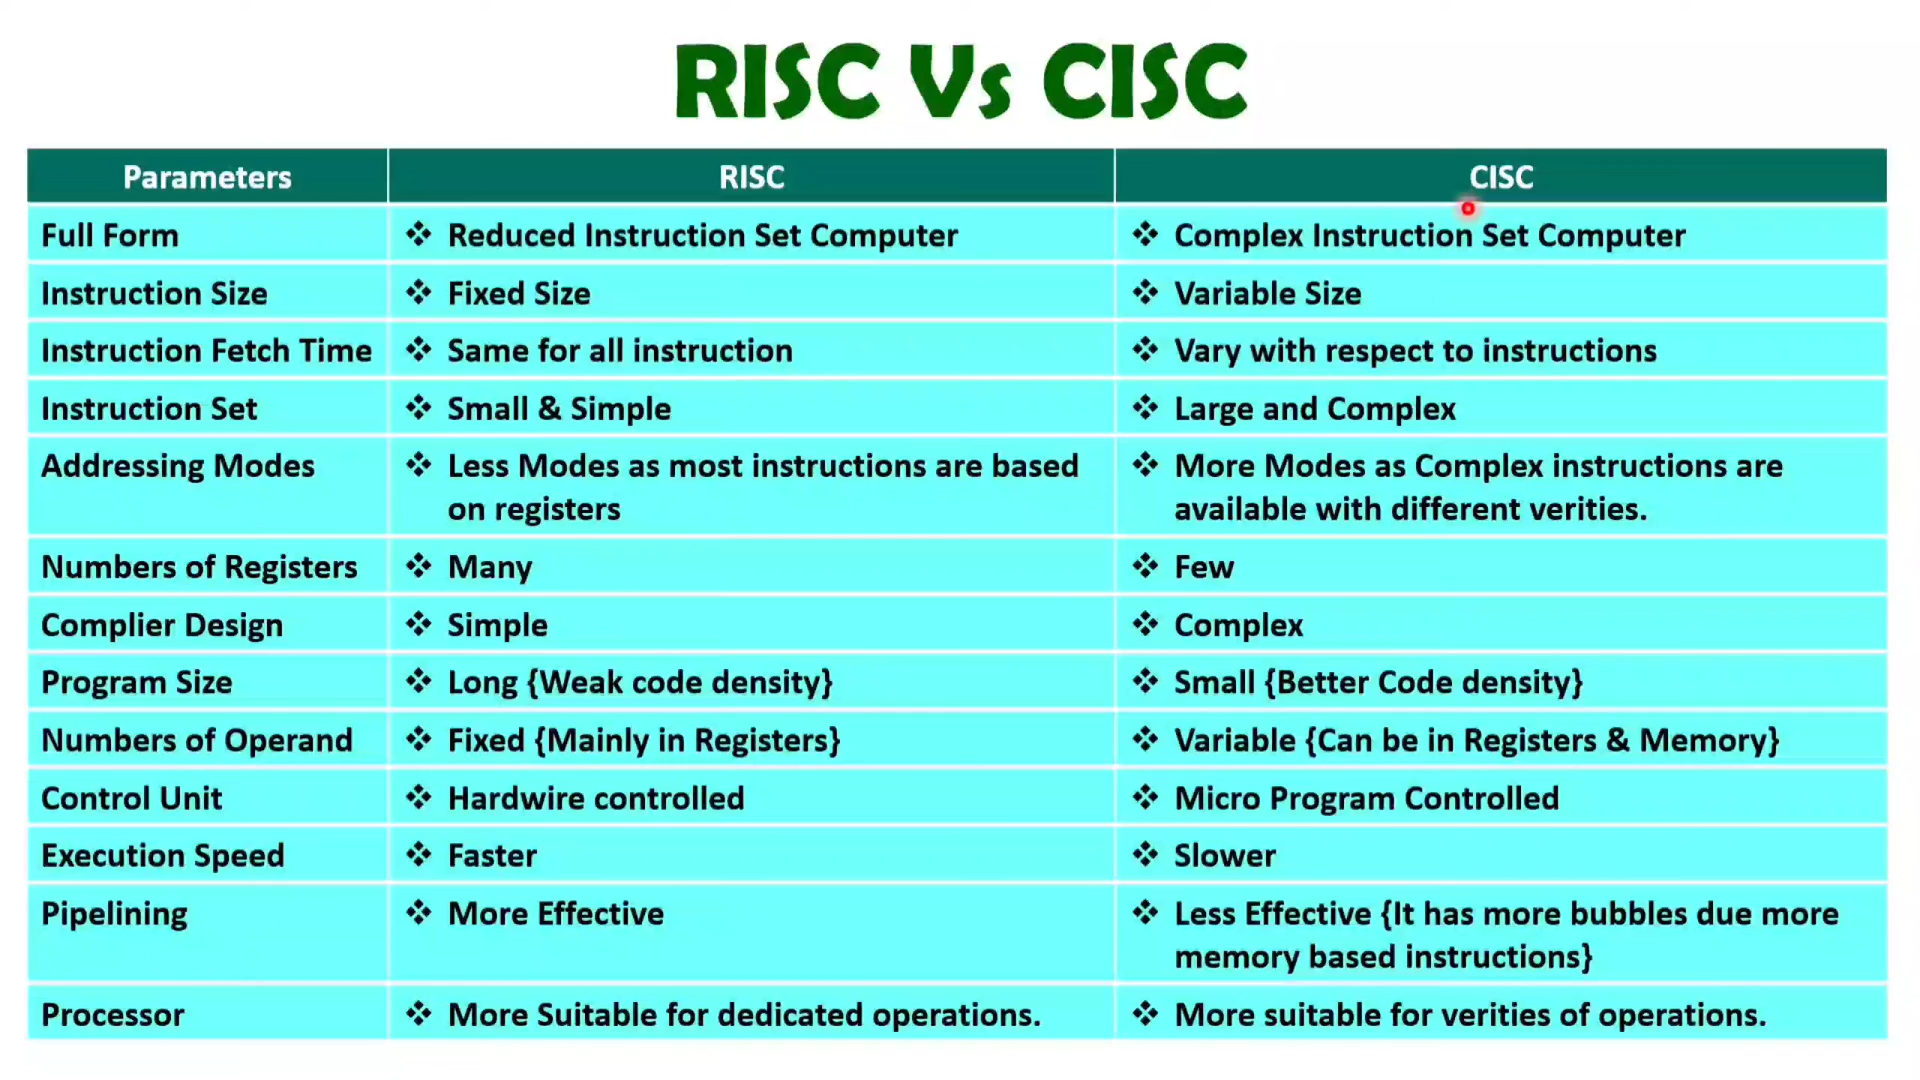 RISC Vs CISC
Parameters RISC CISC
Full Form ❖ Reduced Instruction Set Computer ❖ Complex Instruction Set Computer
Instruction Size ❖ Fixed Size ❖ Variable Size
Instruction Fetch Time ❖ Same for all instruction ❖ Vary with respect to instructions
Instruction Set ❖ Small & Simple ❖ Large and Complex
Addressing Modes ❖ Less Modes as most instructions are based ❖ More Modes as Complex instructions are
on registers available with different verities.
Numbers of Registers ❖ Many ❖ Few
Complier Design ❖ Simple ❖ Complex
Program Size ❖ Long {Weak code density} ❖ Small {Better Code density}
Numbers of Operand ❖ Fixed {Mainly in Registers} ❖ Variable {Can be in Registers & Memory}
Control Unit ❖ Hardwire controlled ❖ Micro Program Controlled
Execution Speed ❖ Faster ❖ Slower
Pipelining ❖ More Effective ❖ Less Effective {It has more bubbles due more
memory based instructions}
Processor ❖ More Suitable for dedicated operations. ❖ More suitable for verities of operations.